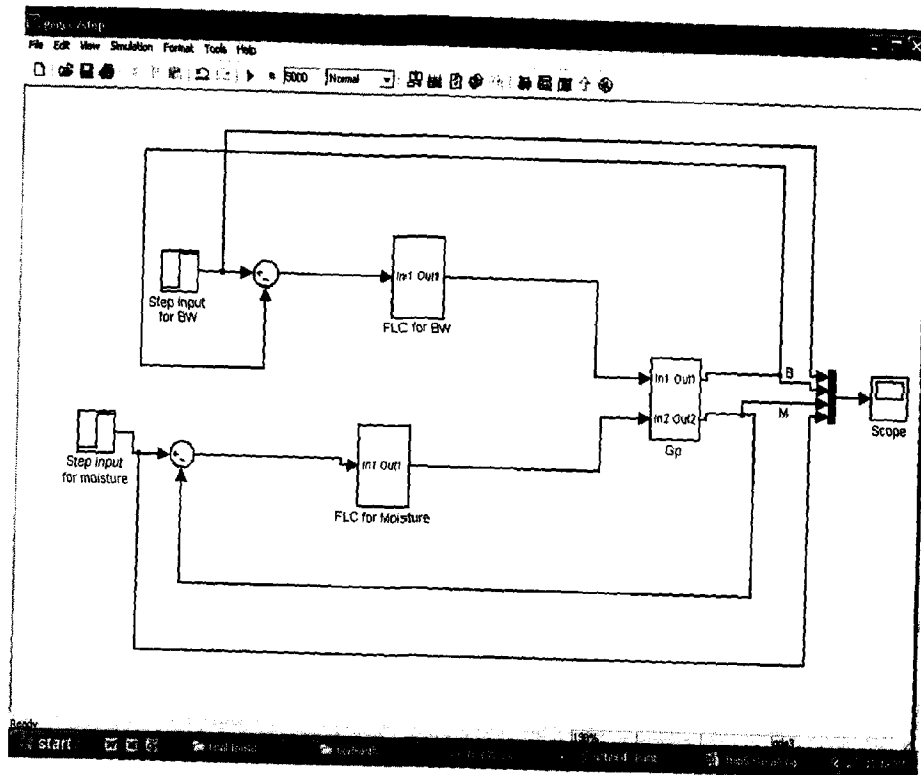 File Edit View Simulation Format Tools Help
5000 Normal
Step input
for BW
In1 Out1
FLC for BW
In1 Out1
In2 Out2
Gp
B
M
Scope
Step input
for moisture
In1 Out1
FLC for Moisture
Ready
start